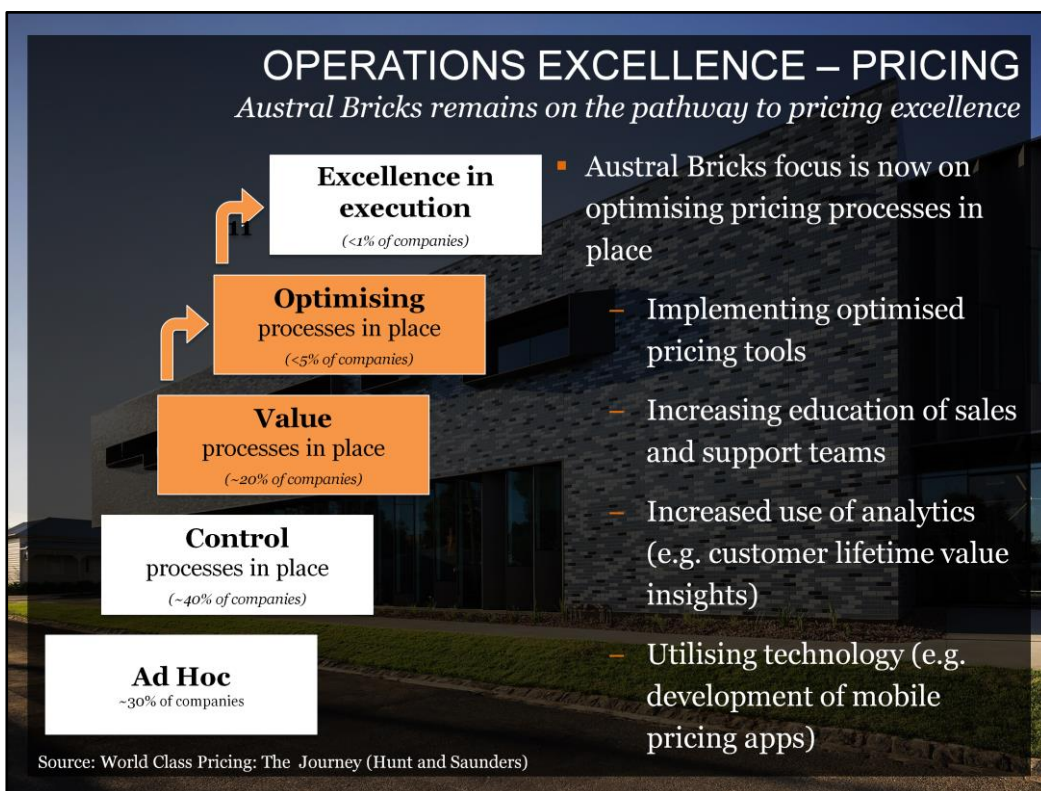 OPERATIONS EXCELLENCE – PRICING
Austral Bricks remains on the pathway to pricing excellence
Excellence in
execution
(<1% of companies)
11
Optimising
processes in place
(<5% of companies)
Value
processes in place
(~20% of companies)
Control
processes in place
(~40% of companies)
Ad Hoc
~30% of companies
Source: World Class Pricing: The Journey (Hunt and Saunders)
▪ Austral Bricks focus is now on
optimising pricing processes in
place
– Implementing optimised
pricing tools
– Increasing education of sales
and support teams
– Increased use of analytics
(e.g. customer lifetime value
insights)
– Utilising technology (e.g.
development of mobile
pricing apps)